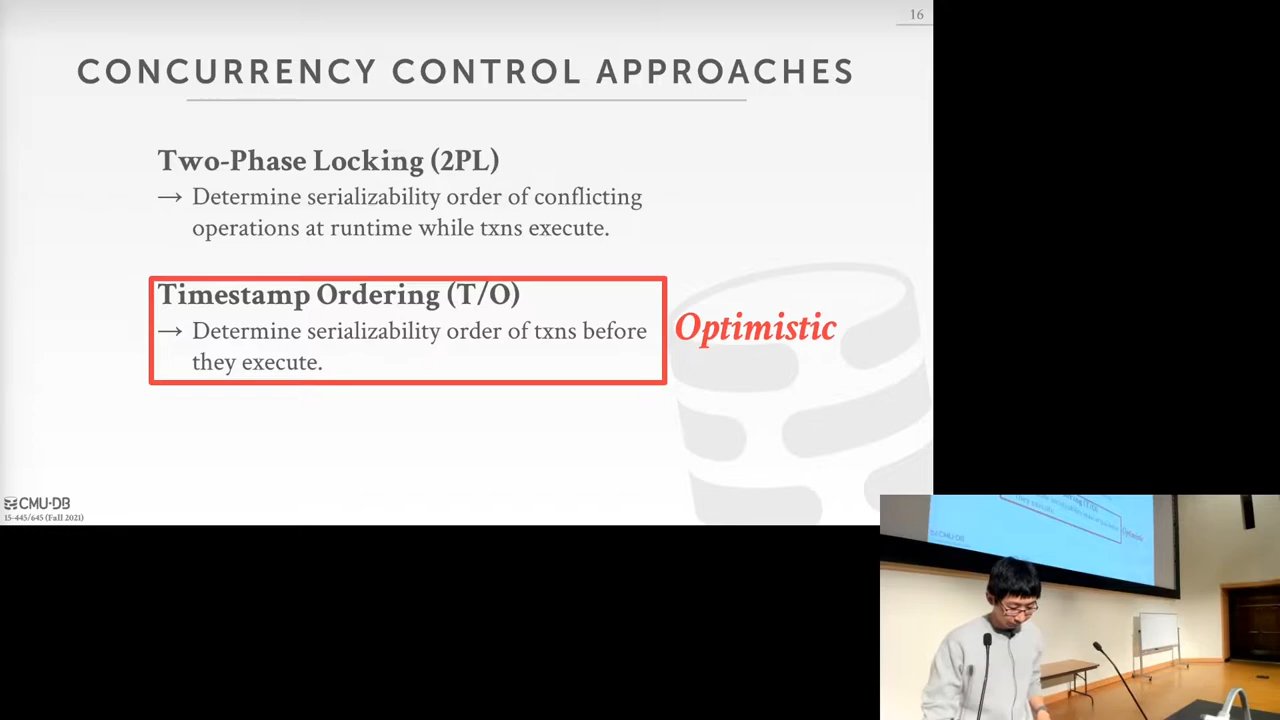 16
CONCURRENCY CONTROL APPROACHES
Two-Phase Locking (2PL)
→ Determine serializability order of conflicting
operations at runtime while txns execute.
Timestamp Ordering (T/O)
→ Determine serializability order of txns before
they execute.
Optimistic
CMU·DB
15-445/645 (Fall 2021)